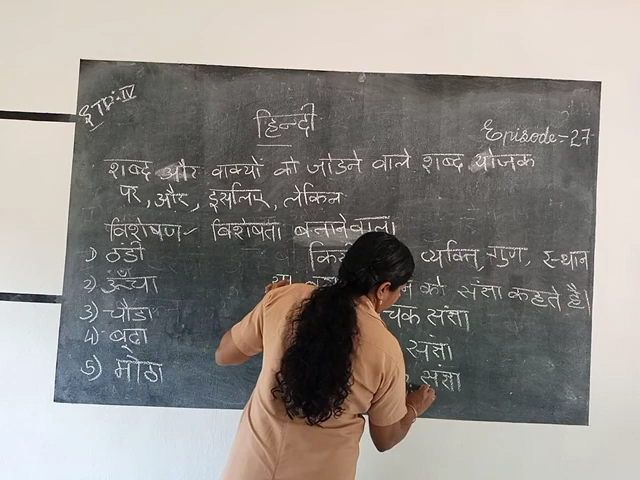 STD-IV
हिन्दी
Episode-27
शब्द और वाक्यों को जोडने वाले शब्द योजक
पर, और, इसलिए, लेकिन
विशेषण- विशेषता बतानेवाला
1) ठंडी
2) ऊँचा
3) चौडा
4) बूढा
5) मोठा
व्यक्ति, गुण, स्थान
को संज्ञा कहते है।
संज्ञा
संज्ञा
संज्ञा